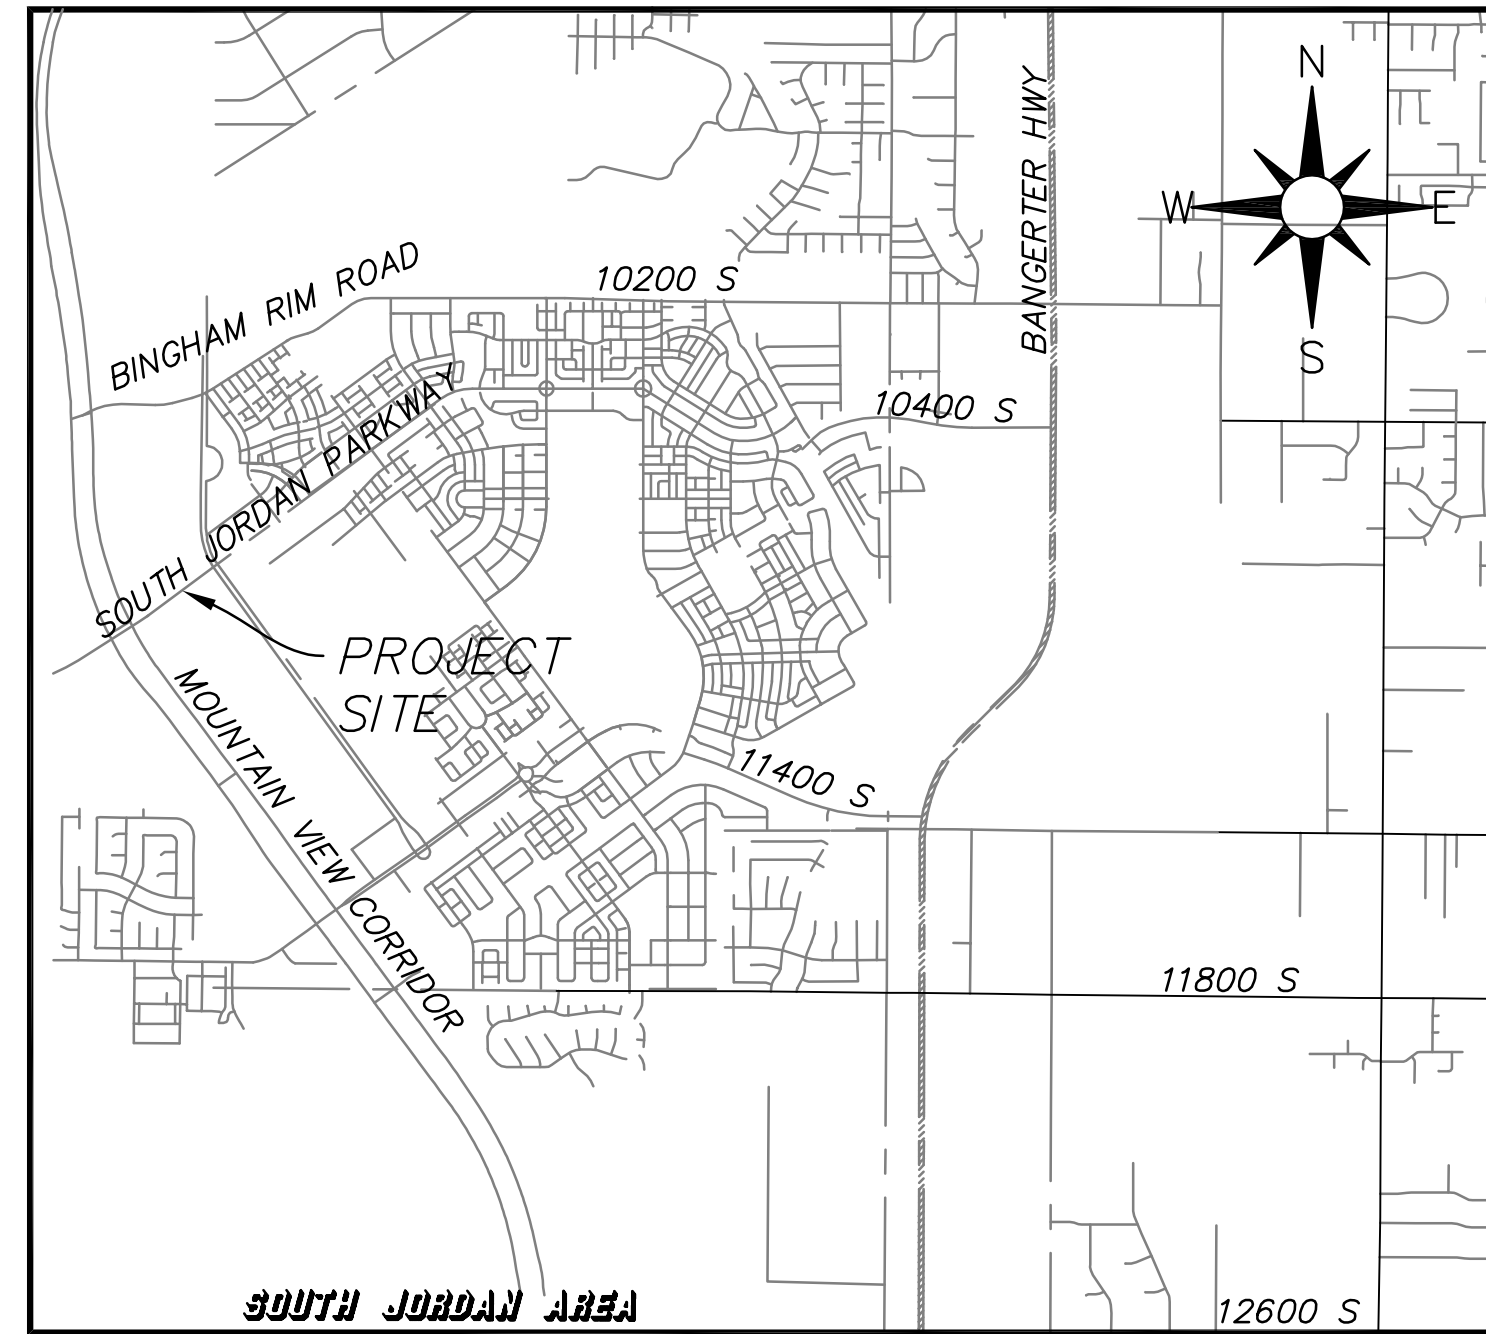 N
BANGERTER HWY
W
E
BINGHAM RIM ROAD
10200 S
S
10400 S
SOUTH JORDAN PARKWAY
PROJECT
SITE
MOUNTAIN VIEW CORRIDOR
11400 S
11800 S
SOUTH JORDAN AREA
12600 S